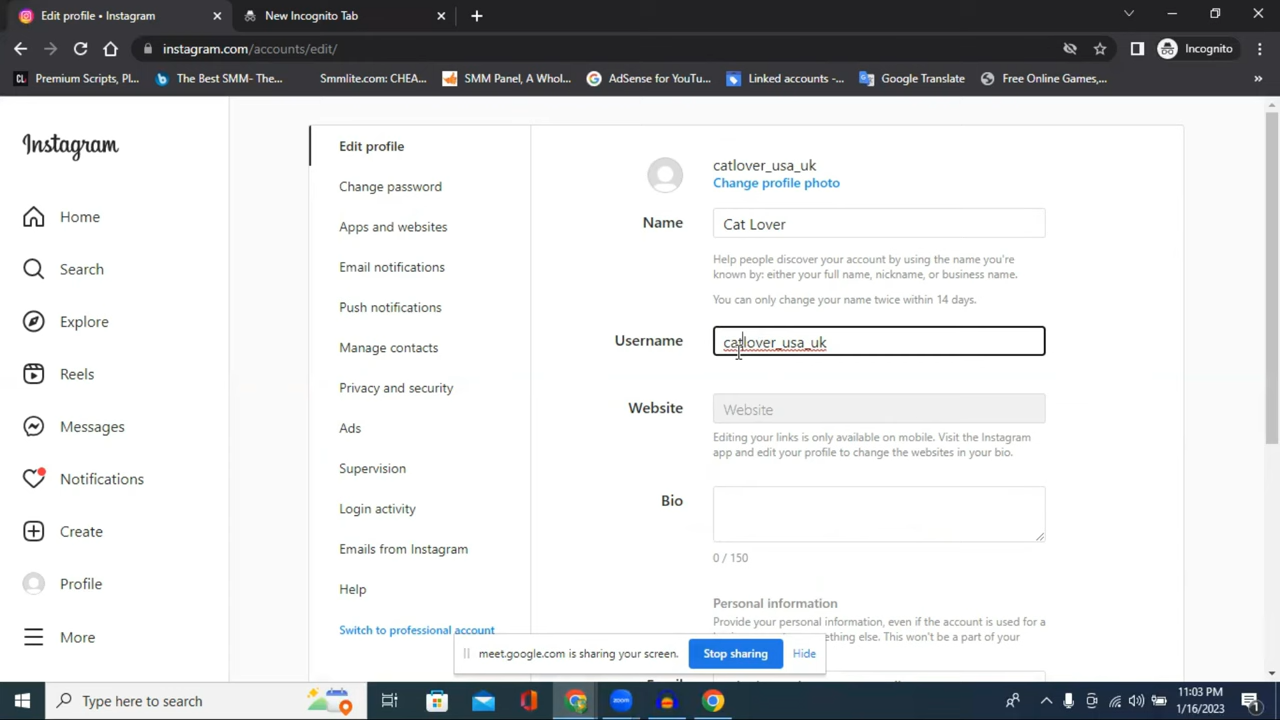 Edit profile • Instagram
New Incognito Tab
instagram.com/accounts/edit/
Incognito
Premium Scripts, Pl...
The Best SMM- The...
Smmlite.com: CHEA...
SMM Panel, A Whol...
AdSense for YouTu...
Linked accounts -...
Google Translate
Free Online Games,...
Instagram
Home
Search
Explore
Reels
Messages
Notifications
Create
Profile
More
Edit profile
Change password
Apps and websites
Email notifications
Push notifications
Manage contacts
Privacy and security
Ads
Supervision
Login activity
Emails from Instagram
Help
Switch to professional account
catlover_usa_uk
Change profile photo
Name
Cat Lover
Help people discover your account by using the name you're
known by: either your full name, nickname, or business name.
You can only change your name twice within 14 days.
Username
catlover_usa_uk
Website
Website
Editing your links is only available on mobile. Visit the Instagram
app and edit your profile to change the websites in your bio.
Bio
0 / 150
Personal information
Provide your personal information, even if the account is used for a
This won't be a part of your
meet.google.com is sharing your screen.
Stop sharing
Hide
Type here to search
zoom
11:03 PM
1/16/2023